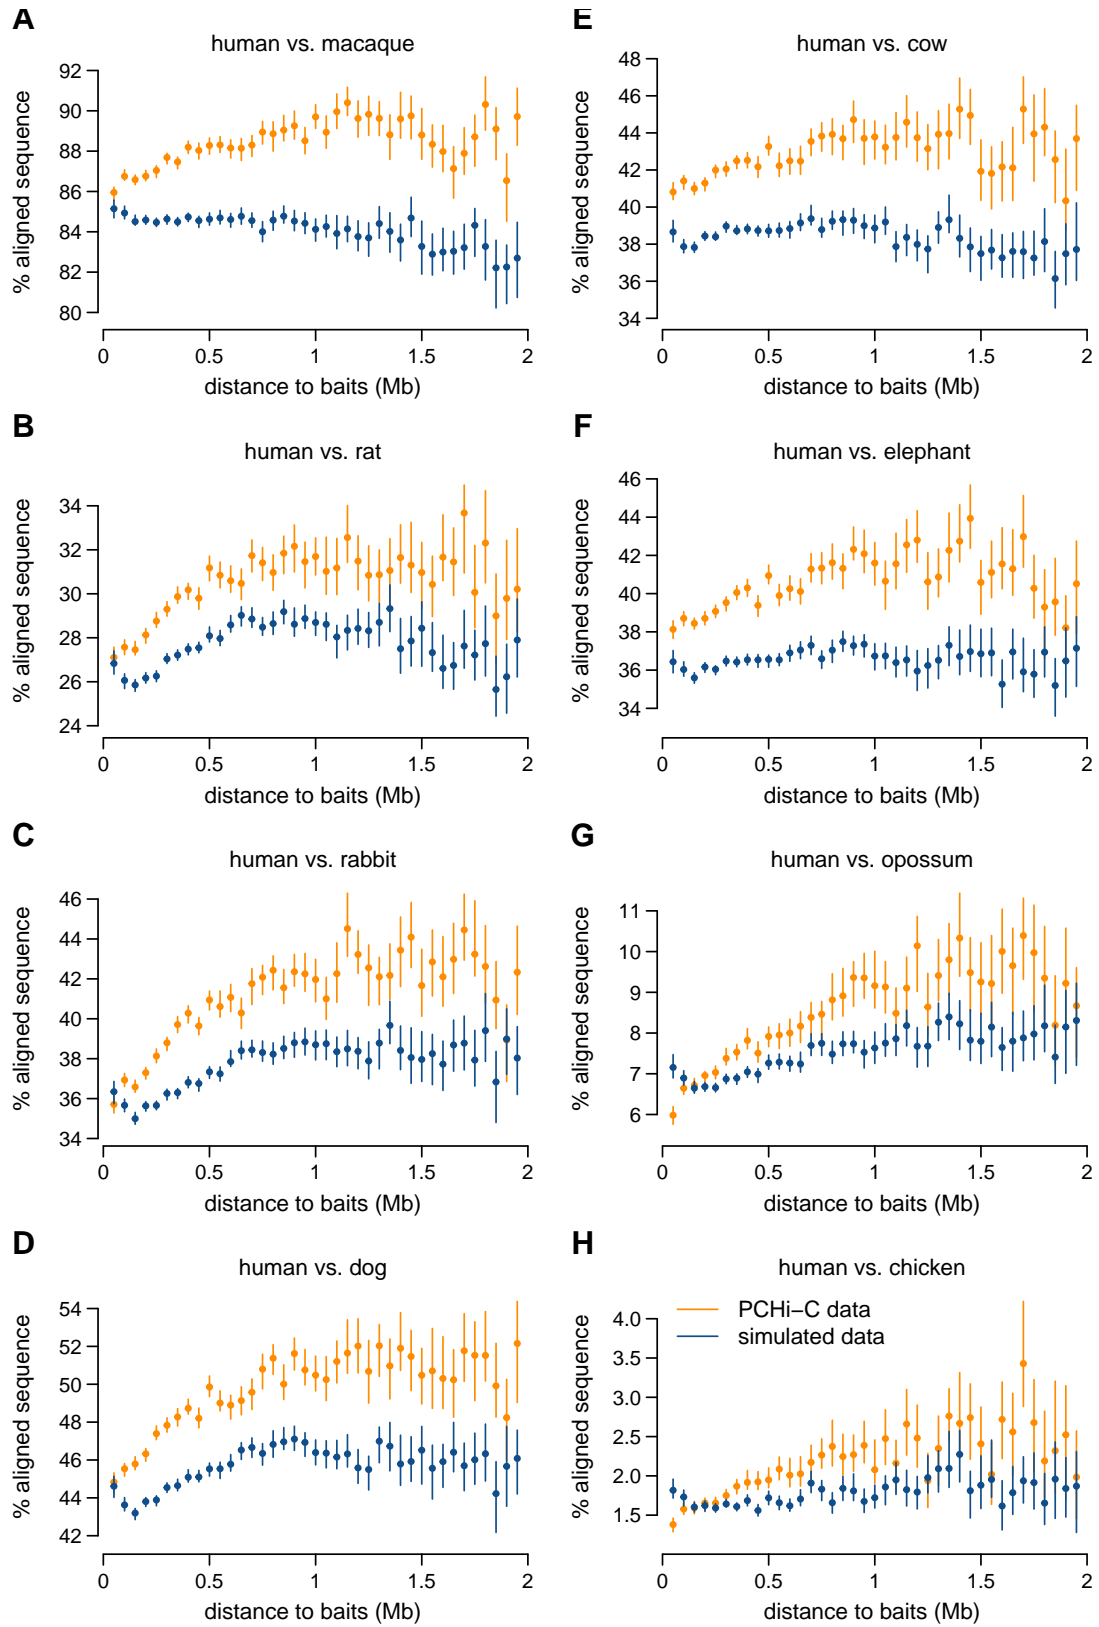 A
human vs. macaque
% aligned sequence
92
90
88
86
84
82
80
0 0.5 1 1.5 2
distance to baits (Mb)
B
human vs. rat
% aligned sequence
34
32
30
28
26
24
0 0.5 1 1.5 2
distance to baits (Mb)
C
human vs. rabbit
% aligned sequence
46
44
42
40
38
36
34
0 0.5 1 1.5 2
distance to baits (Mb)
D
human vs. dog
% aligned sequence
54
52
50
48
46
44
42
0 0.5 1 1.5 2
distance to baits (Mb)
E
human vs. cow
% aligned sequence
48
46
44
42
40
38
36
34
0 0.5 1 1.5 2
distance to baits (Mb)
F
human vs. elephant
% aligned sequence
46
44
42
40
38
36
34
0 0.5 1 1.5 2
distance to baits (Mb)
G
human vs. opossum
% aligned sequence
11
10
9
8
7
6
0 0.5 1 1.5 2
distance to baits (Mb)
H
human vs. chicken
PCHi−C data
simulated data
% aligned sequence
4.0
3.5
3.0
2.5
2.0
1.5
0 0.5 1 1.5 2
distance to baits (Mb)